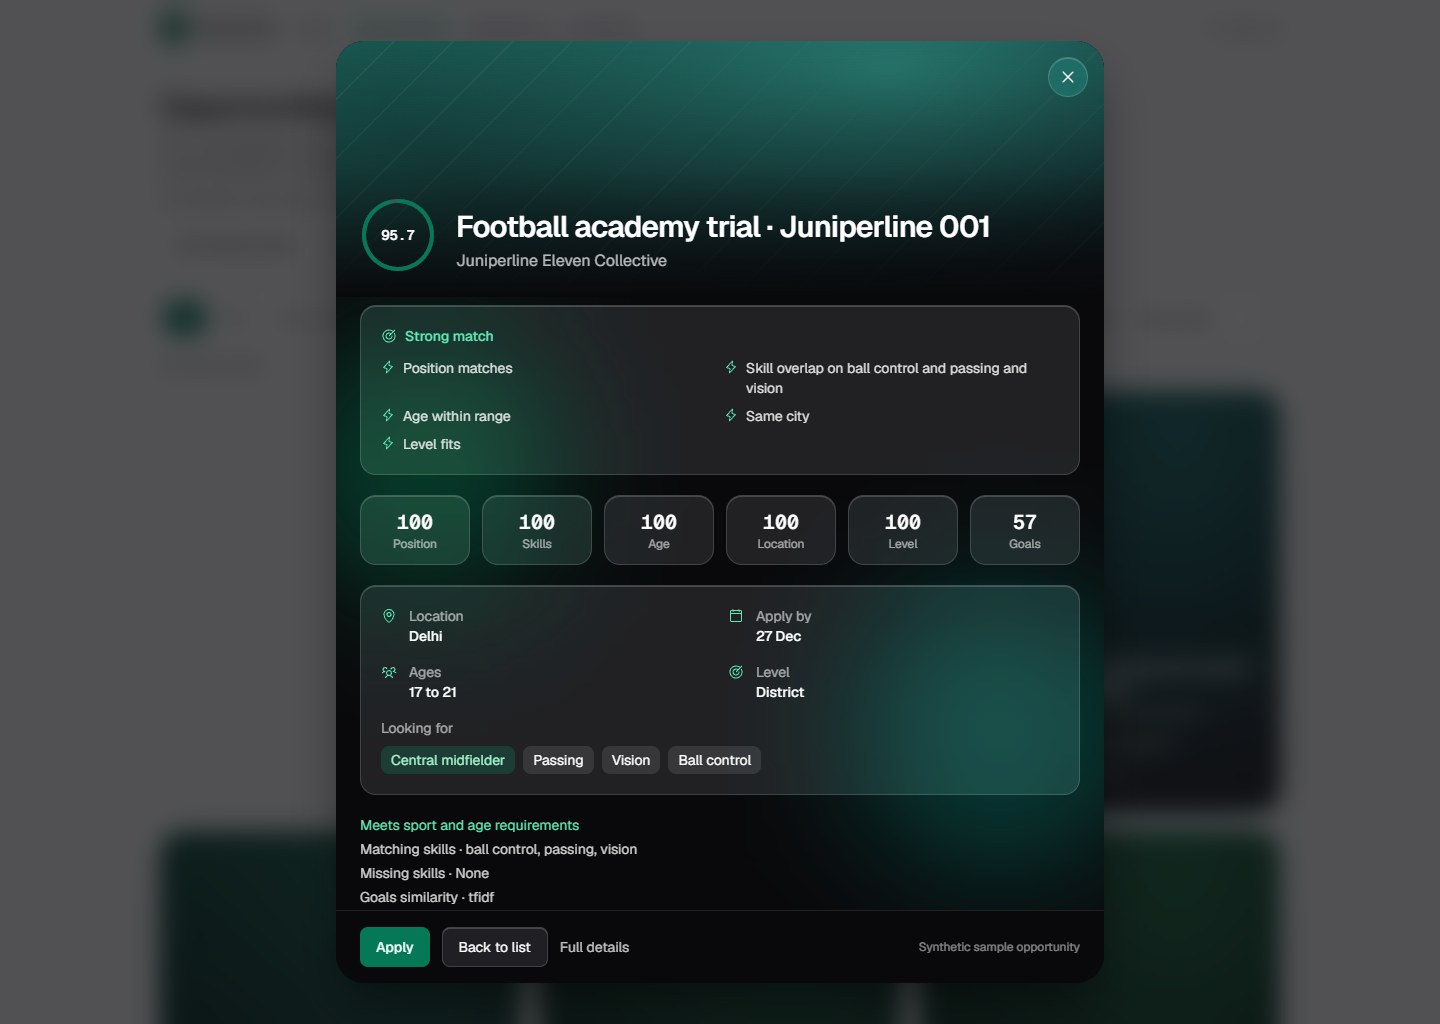 95.7
Football academy trial · Juniperline 001
Juniperline Eleven Collective
Strong match
Position matches
Skill overlap on ball control and passing and
vision
Age within range
Same city
Level fits
100
Position
100
Skills
100
Age
100
Location
100
Level
57
Goals
Location
Delhi
Apply by
27 Dec
Ages
17 to 21
Level
District
Looking for
Central midfielder
Passing
Vision
Ball control
Meets sport and age requirements
Matching skills · ball control, passing, vision
Missing skills · None
Goals similarity · tfidf
Apply
Back to list
Full details
Synthetic sample opportunity